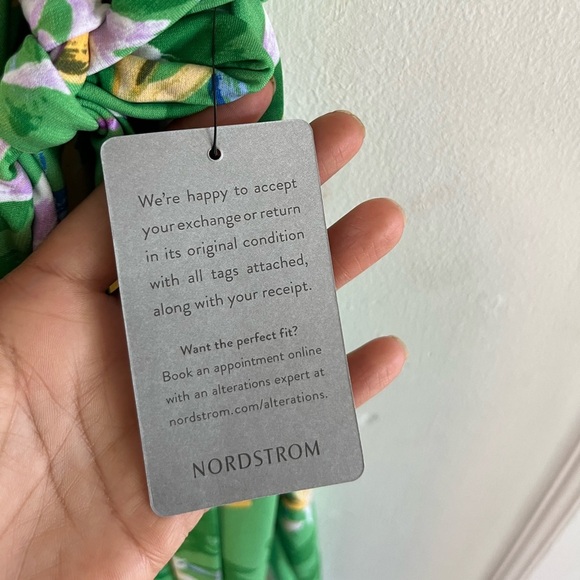 We're happy to accept
your exchange or return
in its original condition
with all tags attached,
along with your receipt.
Want the perfect fit?
Book an appointment online
with an alterations expert at
nordstrom.com/alterations.
NORDSTROM